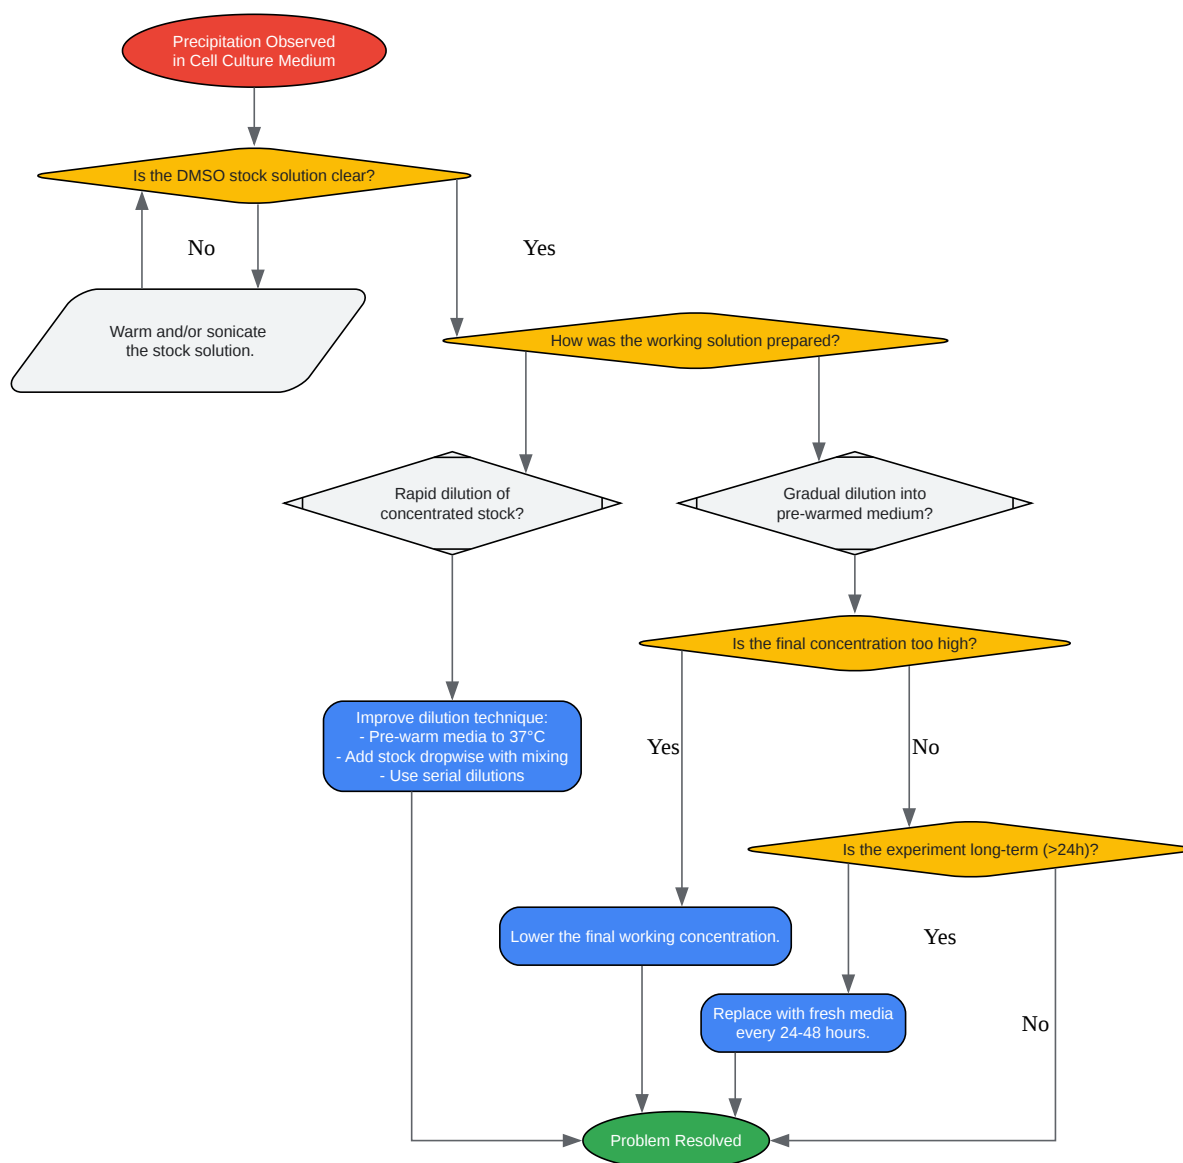 Precipitation Observed
in Cell Culture Medium
Is the DMSO stock solution clear?
No
Yes
Warm and/or sonicate
the stock solution.
How was the working solution prepared?
Rapid dilution of
concentrated stock?
Gradual dilution into
pre-warmed medium?
Is the final concentration too high?
Improve dilution technique:
- Pre-warm media to 37°C
- Add stock dropwise with mixing
- Use serial dilutions
Yes
No
Is the experiment long-term (>24h)?
Lower the final working concentration.
Yes
Replace with fresh media
every 24-48 hours.
No
Problem Resolved